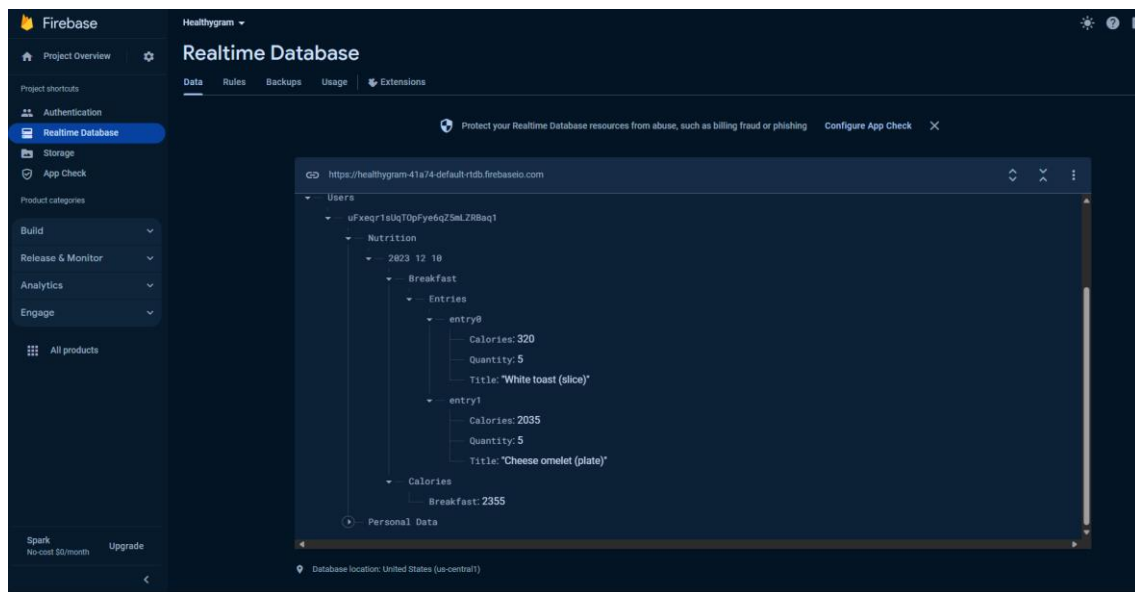 Firebase
Healthygram
Project Overview
Realtime Database
Data Rules Backups Usage Extensions
Project shortcuts
Authentication
Realtime Database
Storage
App Check
Product categories
Build
Release & Monitor
Analytics
Engage
All products
Spark
No-cost $0/month
Upgrade
Protect your Realtime Database resources from abuse, such as billing fraud or phishing Configure App Check
https://healthygram-41a74-default-rtdb.firebaseio.com
Users
uFxeqr1sUqTOpFye6qZ5mLZRBaq1
Nutrition
2023 12 10
Breakfast
Entries
entry0
Calories: 320
Quantity: 5
Title: "White toast (slice)"
entry1
Calories: 2035
Quantity: 5
Title: "Cheese omelet (plate)"
Calories
Breakfast: 2355
Personal Data
Database location: United States (us-central1)